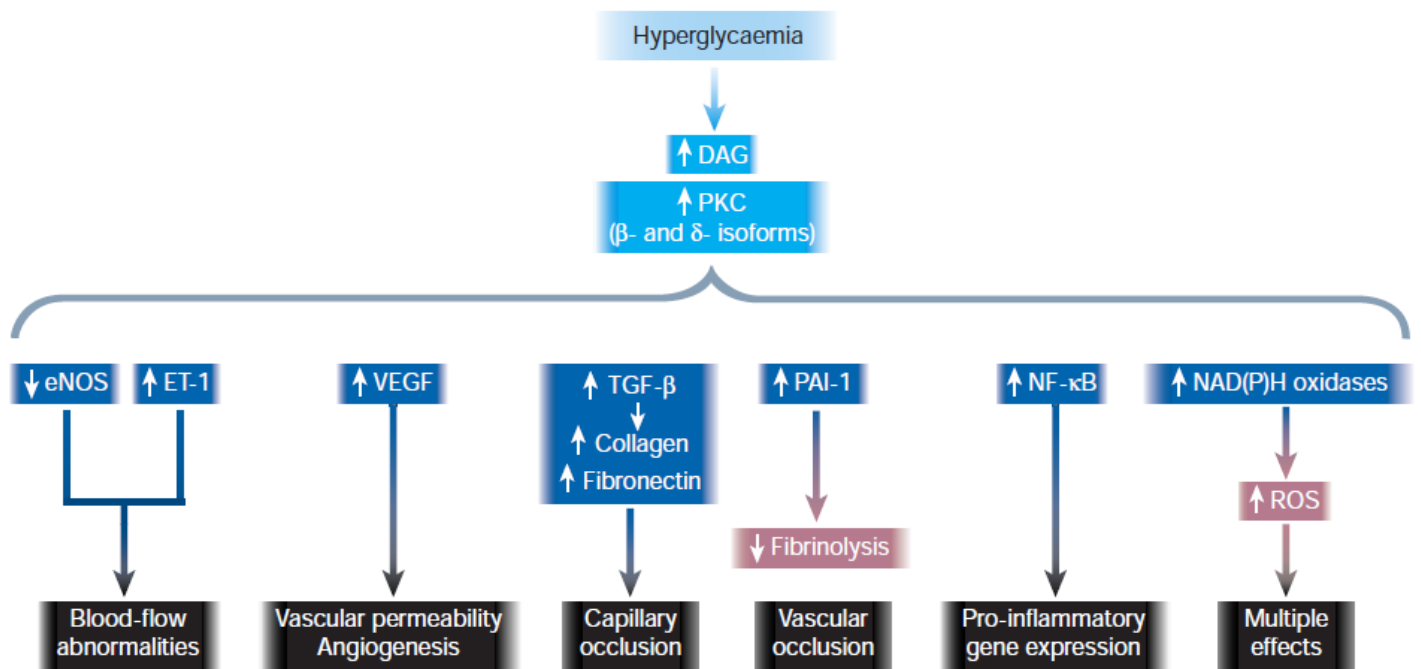 Hyperglycaemia
↑ DAG
↑ PKC
(β- and δ- isoforms)
↓ eNOS
↑ ET-1
↑ VEGF
↑ TGF-β
↓
↑ Collagen
↑ Fibronectin
↑ PAI-1
↑ NF-κB
↑ NAD(P)H oxidases
↓ Fibrinolysis
↑ ROS
Blood-flow
abnormalities
Vascular permeability
Angiogenesis
Capillary
occlusion
Vascular
occlusion
Pro-inflammatory
gene expression
Multiple
effects